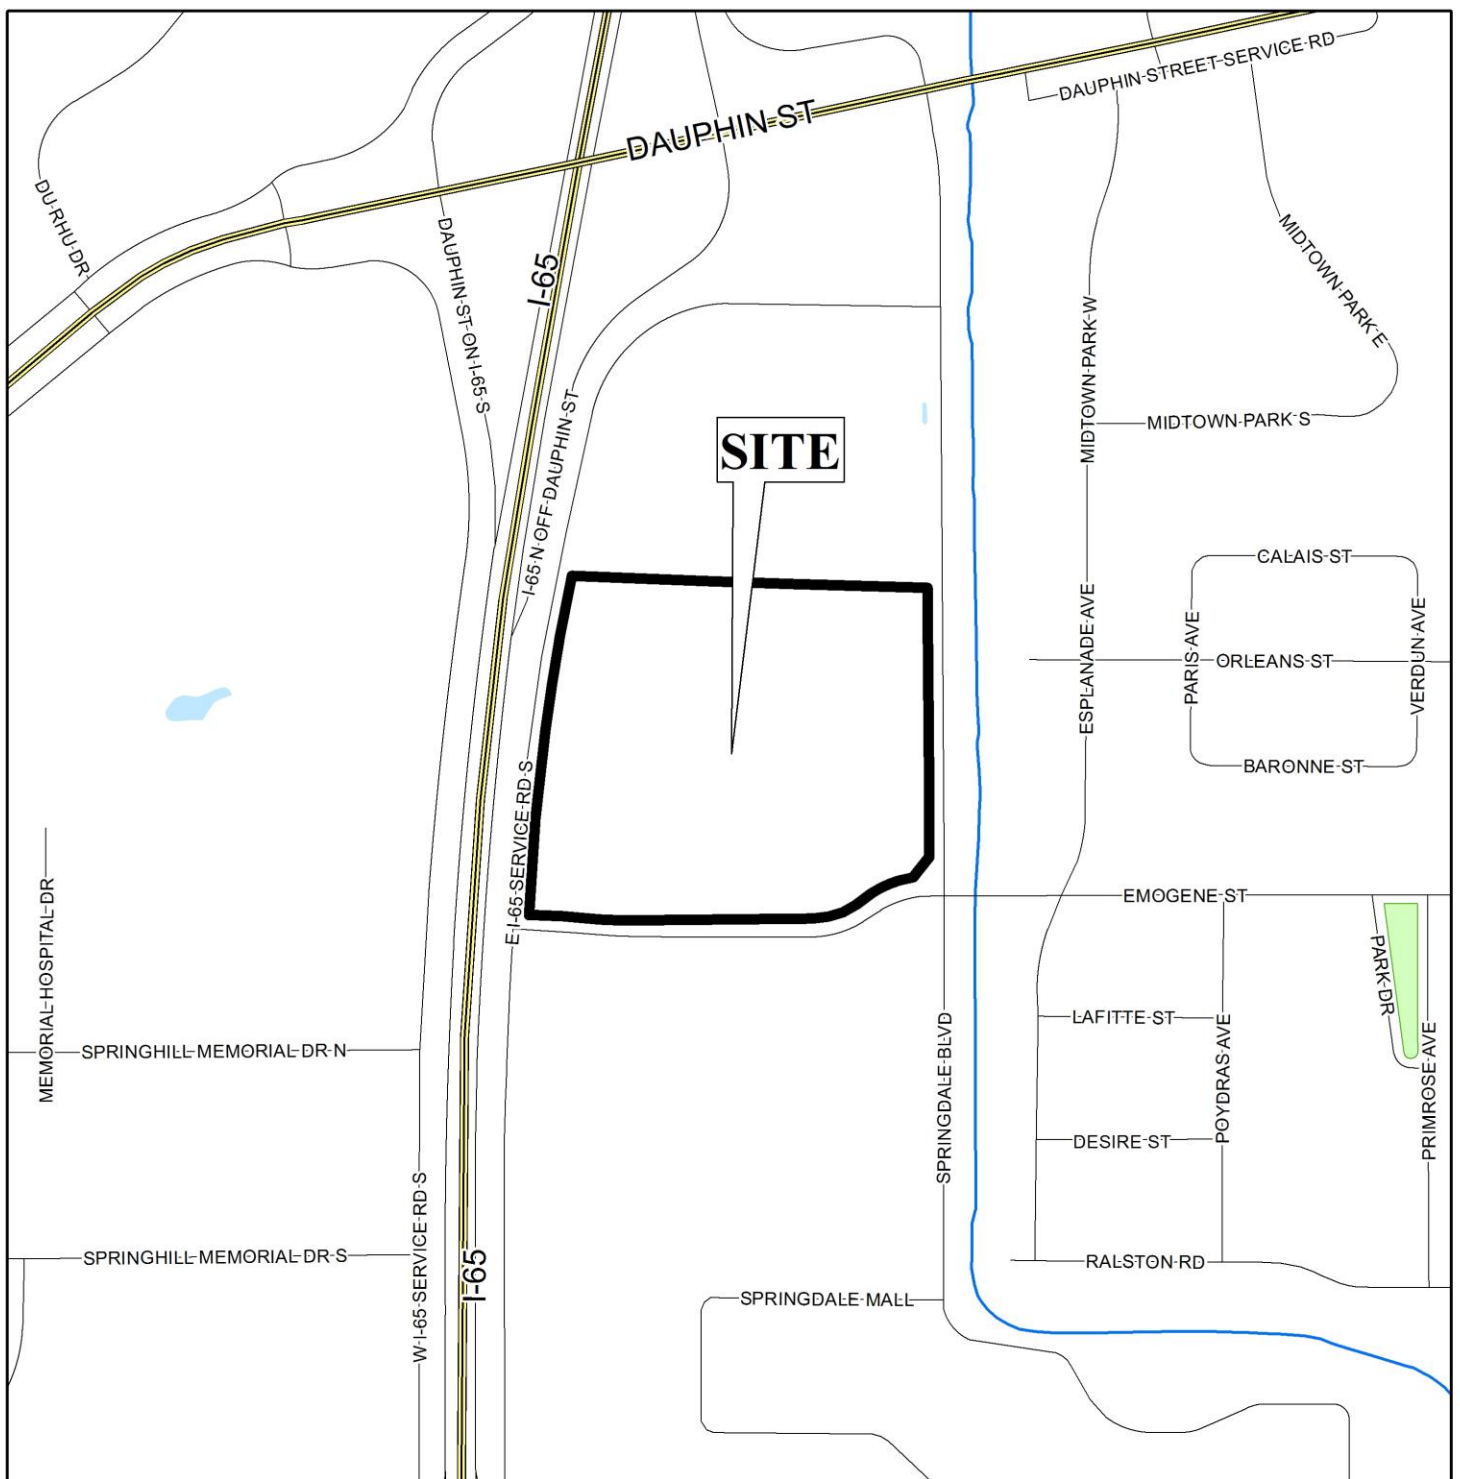 DAUPHIN ST
DAUPHIN STREET SERVICE RD
DU RHU DR
DAUPHIN ST ON I-65 S
I-65
MIDTOWN PARK E
MIDTOWN PARK W
MIDTOWN PARK S
I-65 N OFF DAUPHIN ST
SITE
CALAIS ST
ESPLANADE AVE
PARIS AVE
ORLEANS ST
VERDUN AVE
BARONNE ST
E I-65 SERVICE RD S
EMOGENE ST
MEMORIAL HOSPITAL DR
PARK DR
LAFITTE ST
POYDRAS AVE
PRIMROSE AVE
SPRINGHILL MEMORIAL DR N
SPRINGDALE BLVD
DESIRE ST
W I-65 SERVICE RD S
SPRINGHILL MEMORIAL DR S
I-65
RALSTON RD
SPRINGDALE MALL